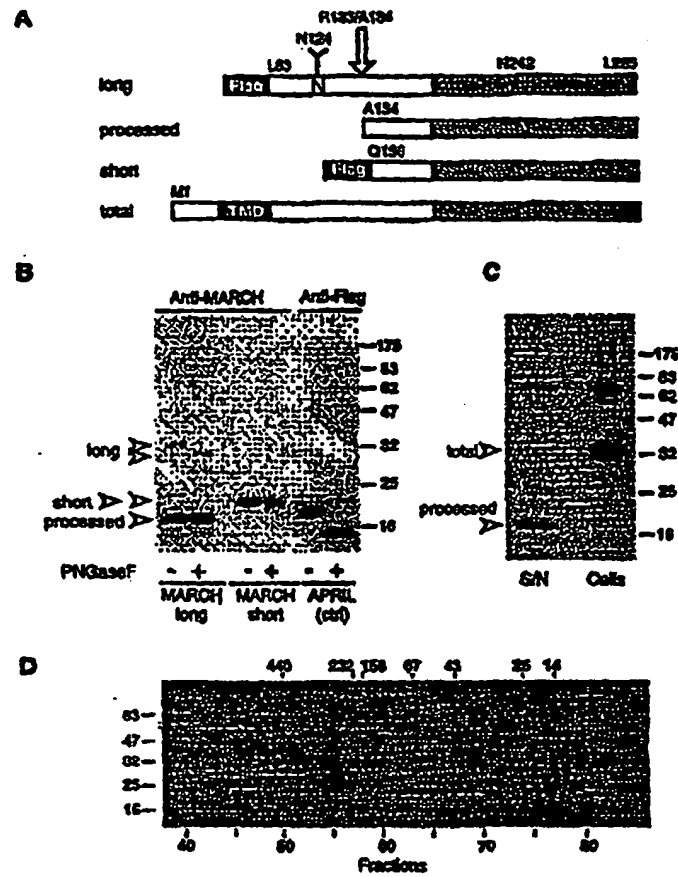 A
R133/A134
N124
L83 N242 L285
long Flag N
A134
processed
Q136
short Flag
M1
total TMD
B
Anti-MARCH Anti-Flag
175
83
62
47
long 32
25
short
processed 16
PNGaseF - + - + - +
MARCH long MARCH short APRIL (ctrl)
C
175
83
62
47
total 32
25
processed
16
S/N Cells
D
440 232 158 67 43 25 14
83
47
32
25
16
40 50 60 70 80
Fractions